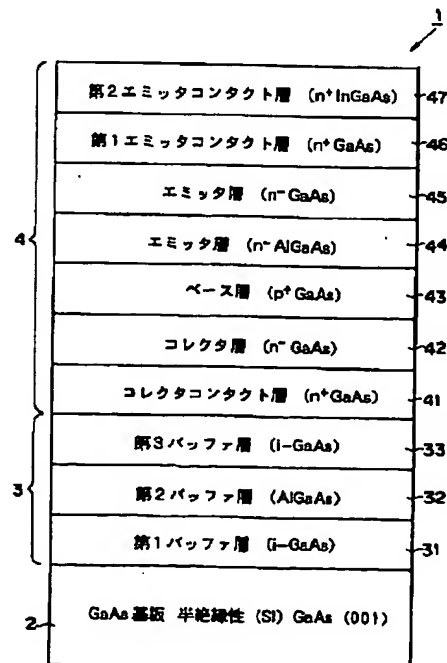 1
第2エミッタコンタクト層 (n⁺InGaAs) 47
第1エミッタコンタクト層 (n⁺GaAs) 46
エミッタ層 (n⁻GaAs) 45
4 エミッタ層 (n⁻AlGaAs) 44
ベース層 (p⁺GaAs) 43
コレクタ層 (n⁻GaAs) 42
コレクタコンタクト層 (n⁺GaAs) 41
第3バッファ層 (i-GaAs) 33
3 第2バッファ層 (AlGaAs) 32
第1バッファ層 (i-GaAs) 31
2 GaAs基版 半絶縁性 (SI) GaAs (001)